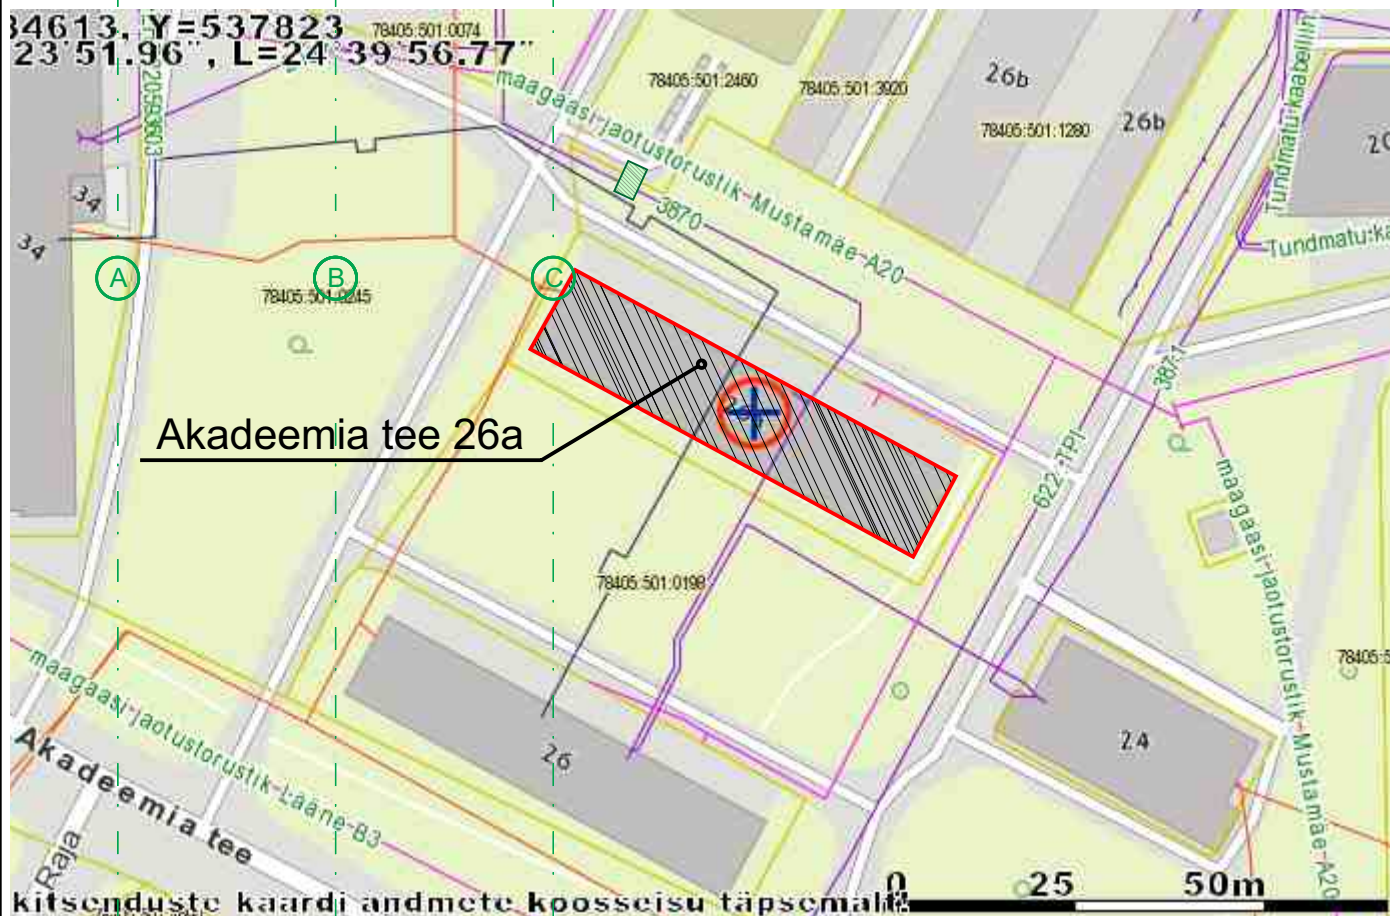 34613, Y=537823
23°51.96", L=24°39'56.77"
78405:501:0074
78405:501:2460
78405:501:3920
26b
26b
78405:501:1280
maagaasi-jaotustorustik-Mustamäe-A20
3870
Tundmatu:kaabelliin
Tundmatu:ka
34
34
A
B
C
78405:501:0245
Akadeemia tee 26a
387:1
622:TPI
78405:501:0198
maagaasi-jaotustorustik-Mustamäe-A20
78405:5
24
26
maagaasi-jaotustorustik-Lääne-B3
Akadeemia tee
Raja
0 25 50m
kitsenduste kaardi andmete koosseisu täpsemalt!